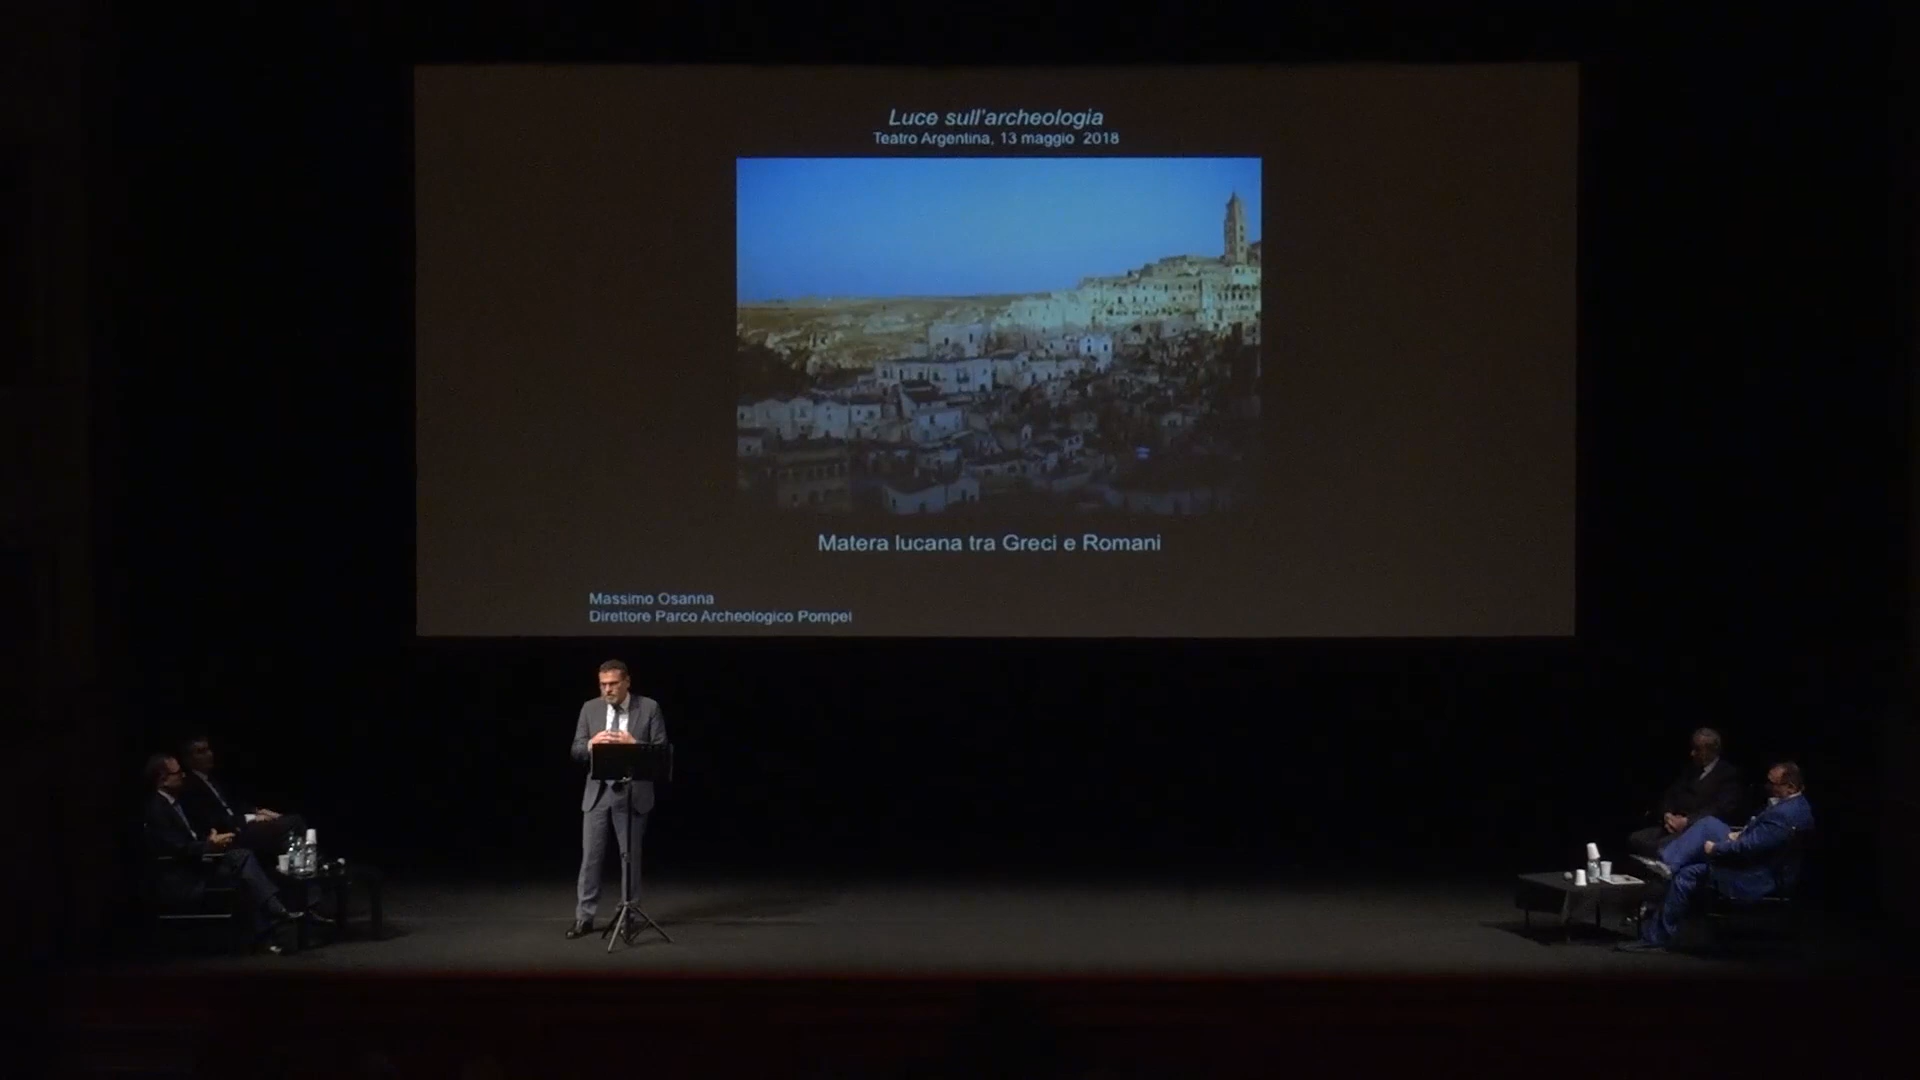 Luce sull'archeologia
Teatro Argentina, 13 maggio 2018
Matera lucana tra Greci e Romani
Massimo Osanna
Direttore Parco Archeologico Pompei